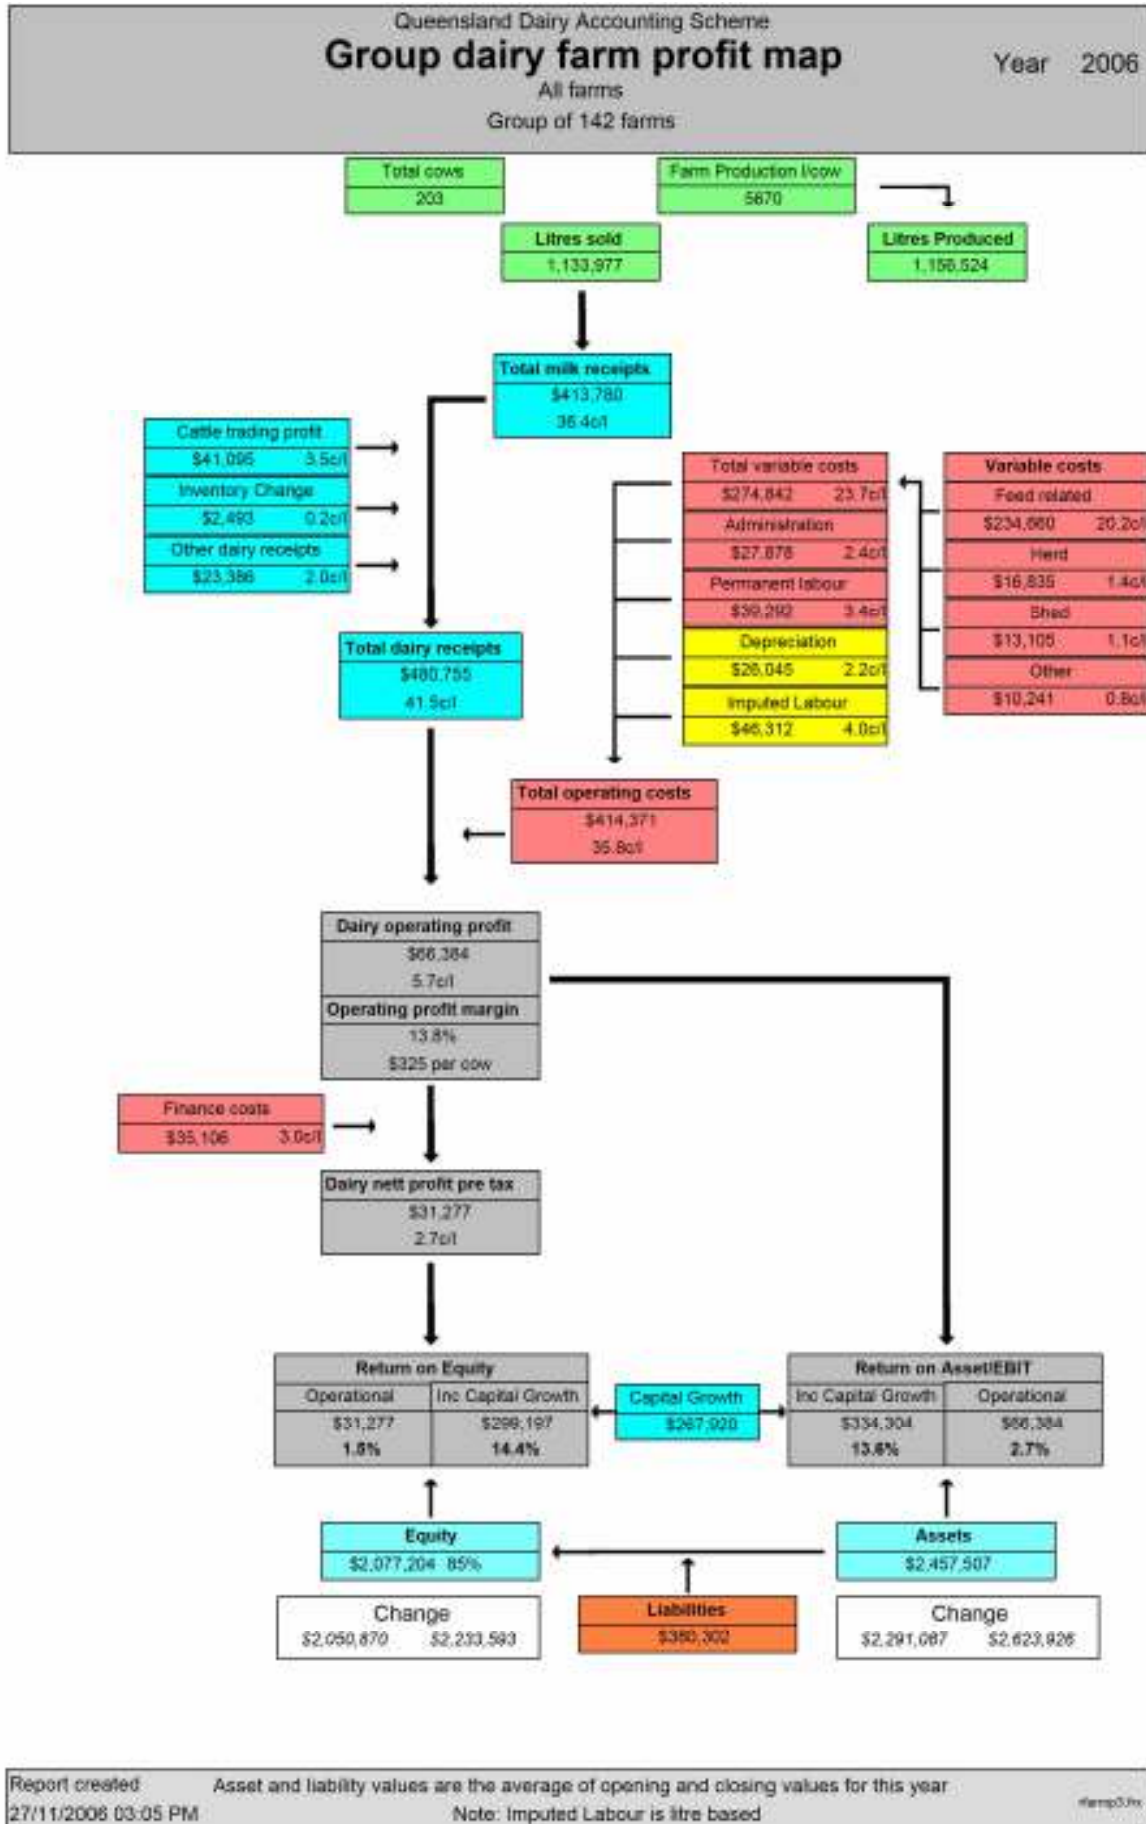 Queensland Dairy Accounting Scheme
Group dairy farm profit map
Year 2006
All farms
Group of 142 farms
Total cows
203
Farm Production l/cow
5670
Litres sold
1,133,977
Litres Produced
1,156,524
Total milk receipts
$413,780
36.4c/l
Cattle trading profit
$41,095 3.5c/l
Inventory Change
$2,493 0.2c/l
Other dairy receipts
$23,386 2.0c/l
Total variable costs
$274,842 23.7c/l
Administration
$27,878 2.4c/l
Permanent labour
$39,292 3.4c/l
Depreciation
$26,045 2.2c/l
Imputed Labour
$46,312 4.0c/l
Variable costs
Feed related
$234,660 20.2c/l
Herd
$16,835 1.4c/l
Shed
$13,105 1.1c/l
Other
$10,241 0.8c/l
Total dairy receipts
$480,755
41.5c/l
Total operating costs
$414,371
35.8c/l
Dairy operating profit
$66,384
5.7c/l
Operating profit margin
13.8%
$325 per cow
Finance costs
$35,106 3.0c/l
Dairy nett profit pre tax
$31,277
2.7c/l
Return on Equity
Operational Inc Capital Growth
$31,277 $299,197
1.5% 14.4%
Capital Growth
$267,920
Return on Asset/EBIT
Inc Capital Growth Operational
$334,304 $66,384
13.6% 2.7%
Equity
$2,077,204 85%
Assets
$2,457,507
Change
$2,050,870 $2,233,593
Liabilities
$380,302
Change
$2,291,087 $2,623,926
Report created
27/11/2006 03:05 PM
Asset and liability values are the average of opening and closing values for this year
Note: Imputed Labour is litre based